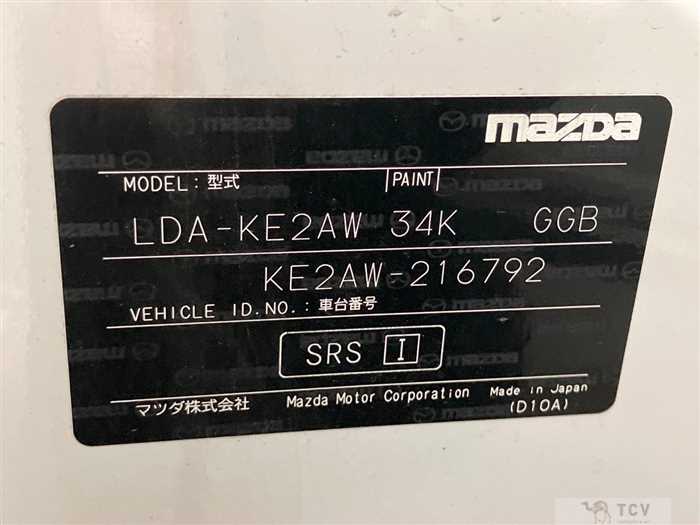 mazda
MODEL:型式 PAINT
LDA-KE2AW 34K GGB
KE2AW-216792
VEHICLE ID.NO.:車台番号
SRS I
マツダ株式会社 Mazda Motor Corporation Made in Japan
(D10A)
TCV